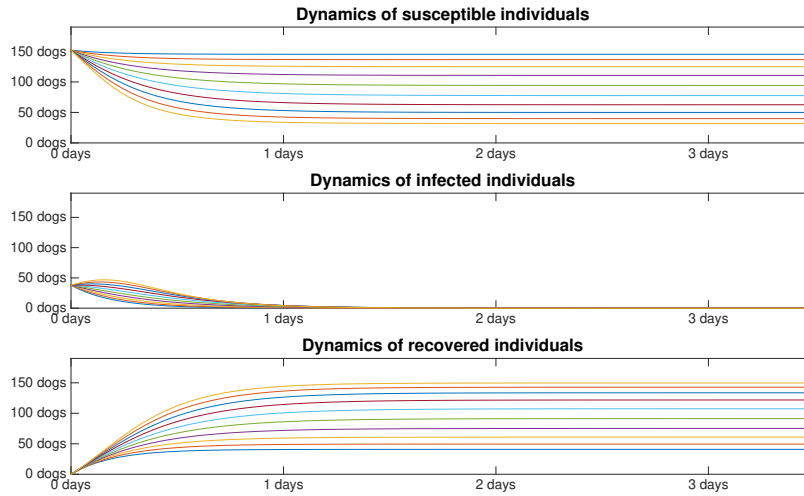 Dynamics of susceptible individuals
150 dogs
100 dogs
50 dogs
0 dogs
0 days
1 days
2 days
3 days
Dynamics of infected individuals
150 dogs
100 dogs
50 dogs
0 dogs
0 days
1 days
2 days
3 days
Dynamics of recovered individuals
150 dogs
100 dogs
50 dogs
0 dogs
0 days
1 days
2 days
3 days